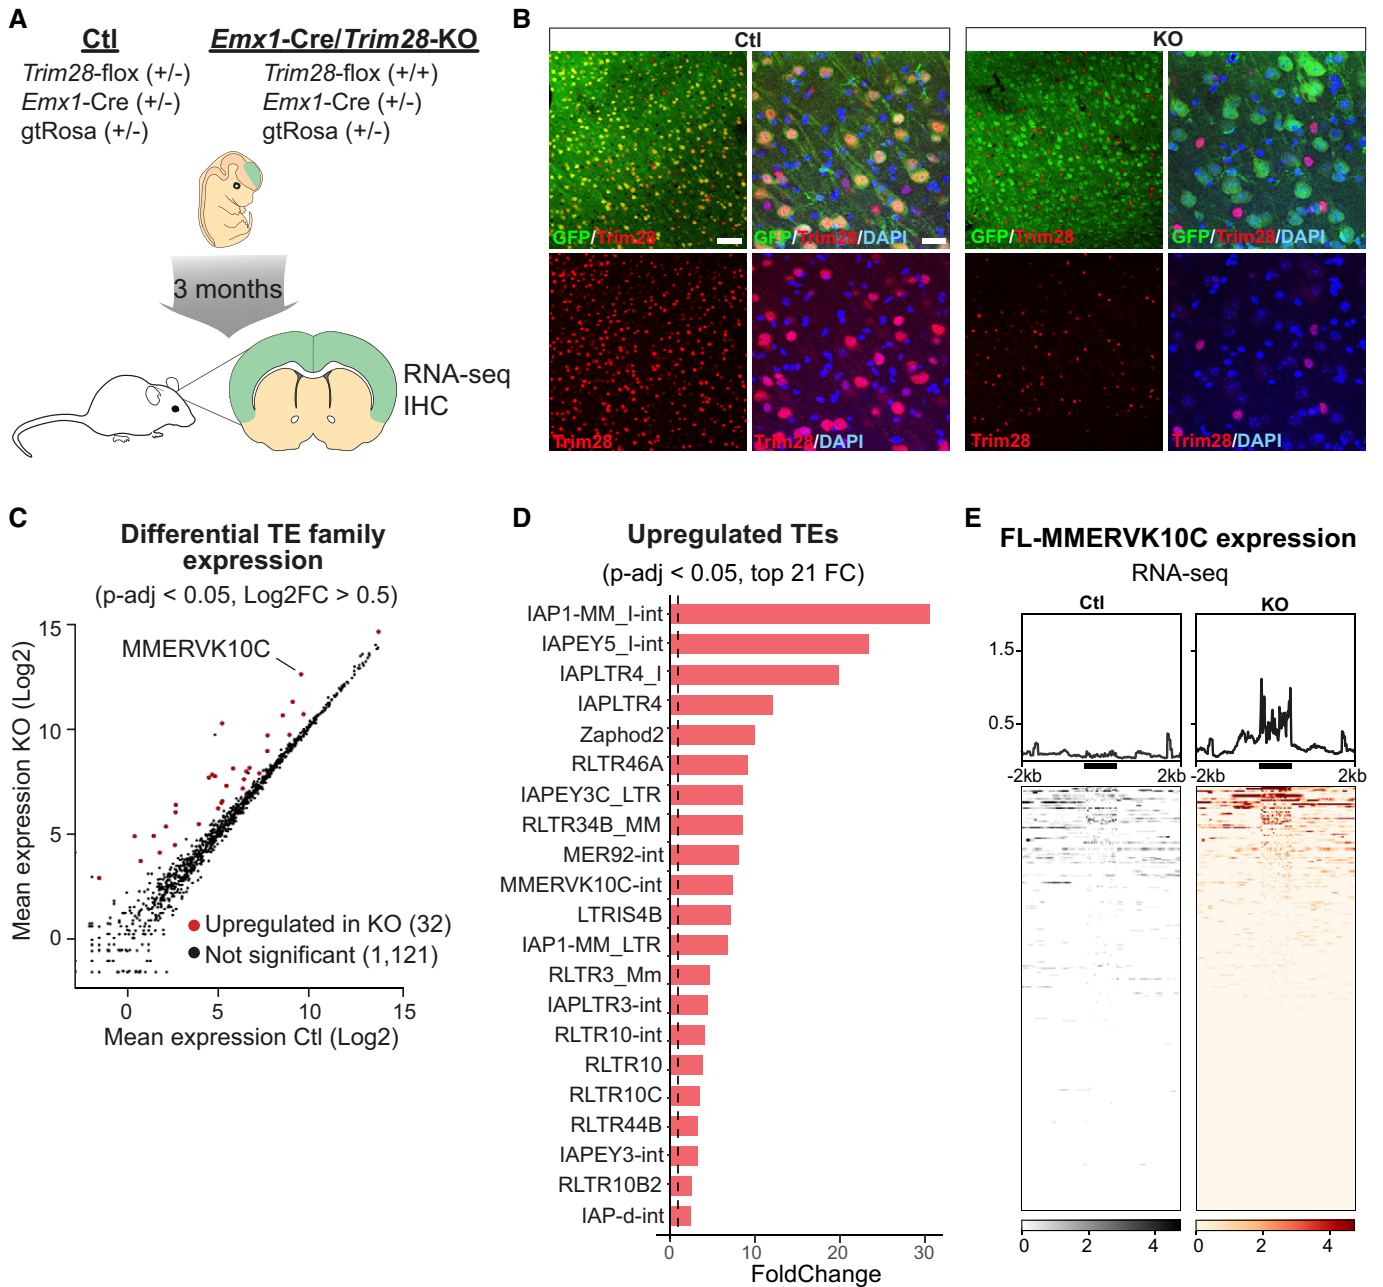 A
Ctl
Trim28-flox (+/-)
Emx1-Cre (+/-)
gtRosa (+/-)
Emx1-Cre/Trim28-KO
Trim28-flox (+/+)
Emx1-Cre (+/-)
gtRosa (+/-)
3 months
RNA-seq
IHC
B
Ctl
KO
GFP/Trim28
GFP/Trim28/DAPI
GFP/Trim28
GFP/Trim28/DAPI
Trim28
Trim28/DAPI
Trim28
Trim28/DAPI
C
Differential TE family
expression
(p-adj < 0.05, Log2FC > 0.5)
Mean expression KO (Log2)
15
10
5
0
MMERVK10C
Upregulated in KO (32)
Not significant (1,121)
0 5 10 15
Mean expression Ctl (Log2)
D
Upregulated TEs
(p-adj < 0.05, top 21 FC)
IAP1-MM_I-int
IAPEY5_I-int
IAPLTR4_I
IAPLTR4
Zaphod2
RLTR46A
IAPEY3C_LTR
RLTR34B_MM
MER92-int
MMERVK10C-int
LTRIS4B
IAP1-MM_LTR
RLTR3_Mm
IAPLTR3-int
RLTR10-int
RLTR10
RLTR10C
RLTR44B
IAPEY3-int
RLTR10B2
IAP-d-int
0 10 20 30
FoldChange
E
FL-MMERVK10C expression
RNA-seq
Ctl
KO
1.5
0.5
-2kb 2kb
-2kb 2kb
0 2 4
0 2 4